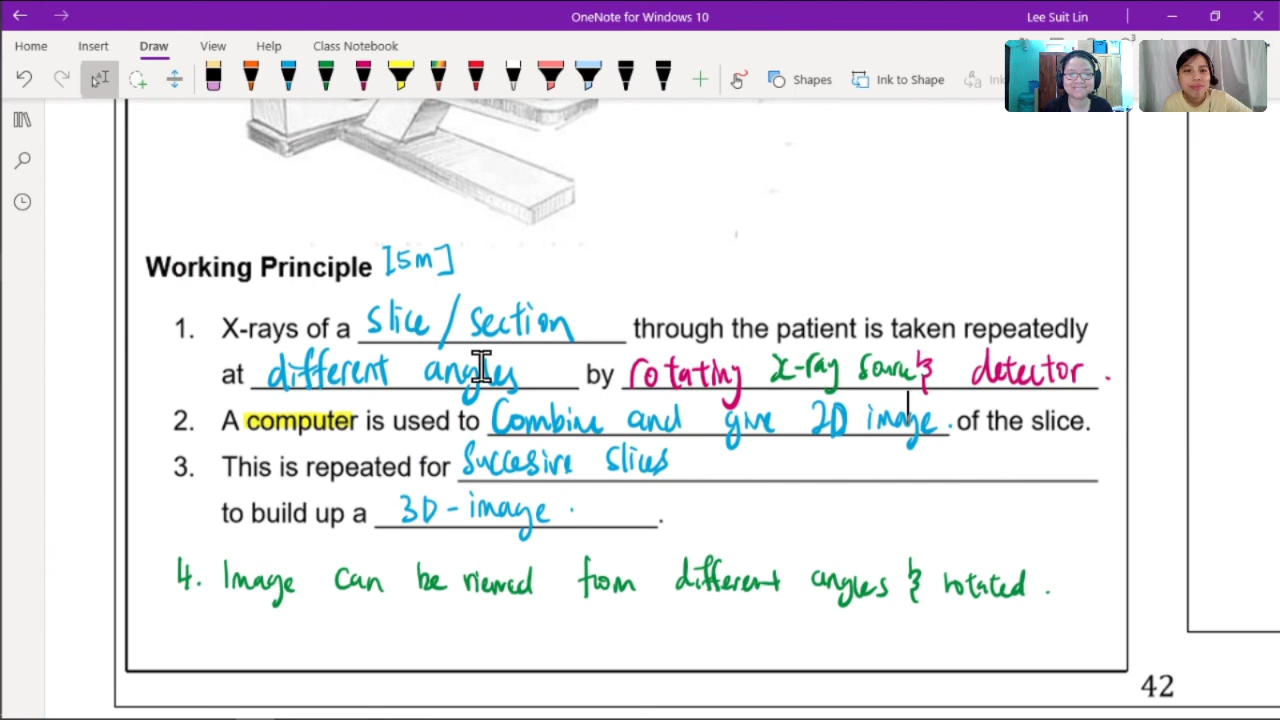 OneNote for Windows 10
Lee Suit Lin
Home Insert Draw View Help Class Notebook
Shapes Ink to Shape Ink
Working Principle [5m]
1. X-rays of a slice / section through the patient is taken repeatedly
at different angles by rotating x-ray source & detector.
2. A computer is used to combine and give 2D image. of the slice.
3. This is repeated for succesive slices
to build up a 3D-image.
4. Image can be viewed from different angles & rotated.
42